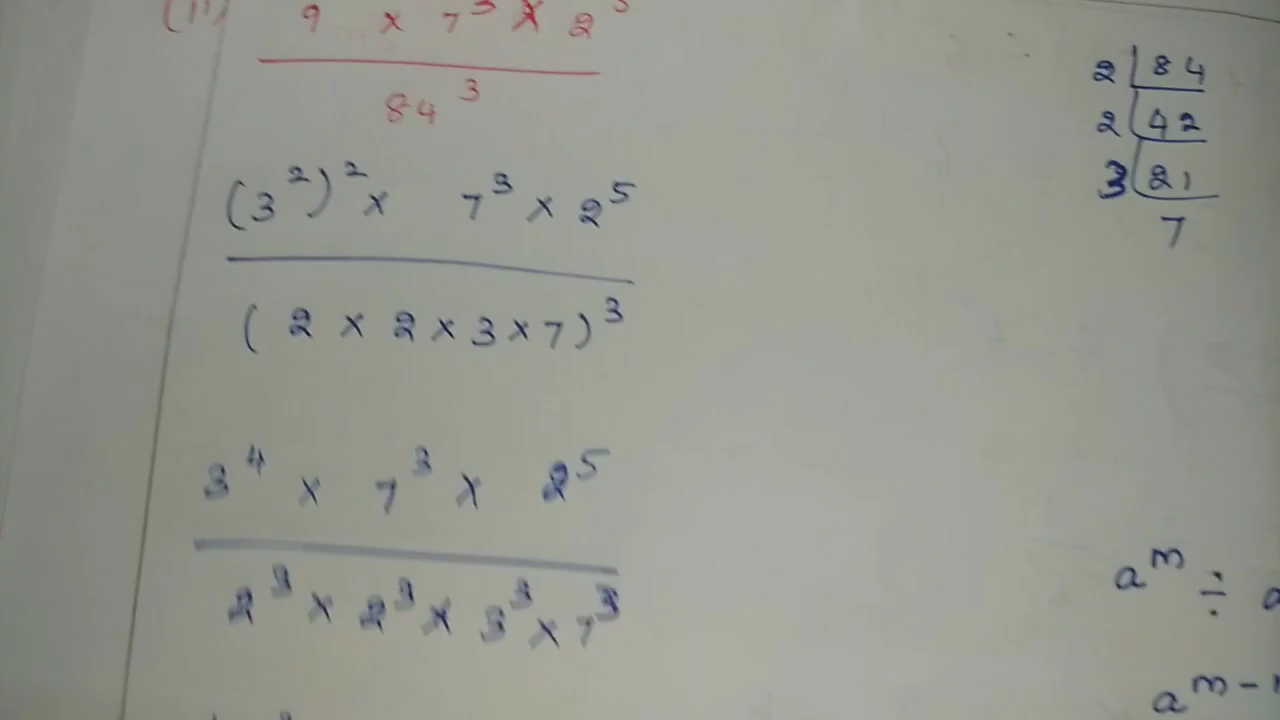 (ii) 9 × 7³ × 2⁵
84³
(3²)² × 7³ × 2⁵
(2 × 2 × 3 × 7)³
3⁴ × 7³ × 2⁵
2³ × 2³ × 3³ × 7³
2 | 84
2 | 42
3 | 21
7
aᵐ ÷ a
aᵐ⁻